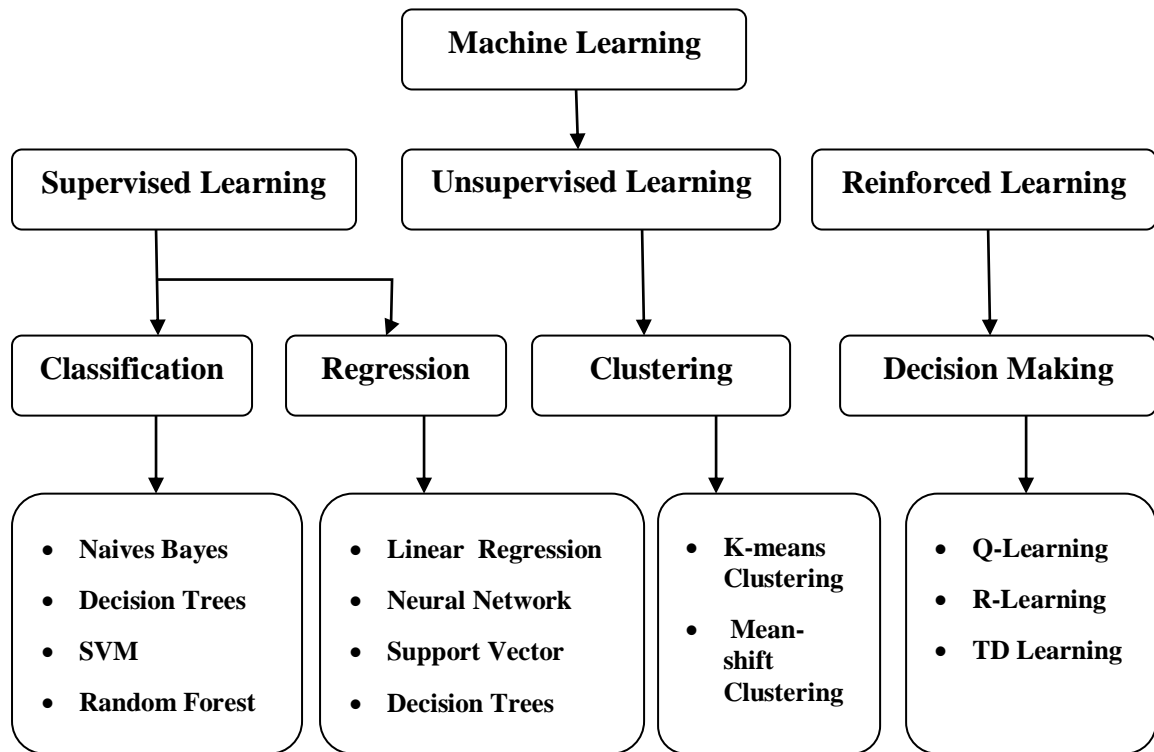 Machine Learning
Supervised Learning
Unsupervised Learning
Reinforced Learning
Classification
Regression
Clustering
Decision Making
• Naives Bayes
• Decision Trees
• SVM
• Random Forest
• Linear Regression
• Neural Network
• Support Vector
• Decision Trees
• K-means
Clustering
• Mean-
shift
Clustering
• Q-Learning
• R-Learning
• TD Learning